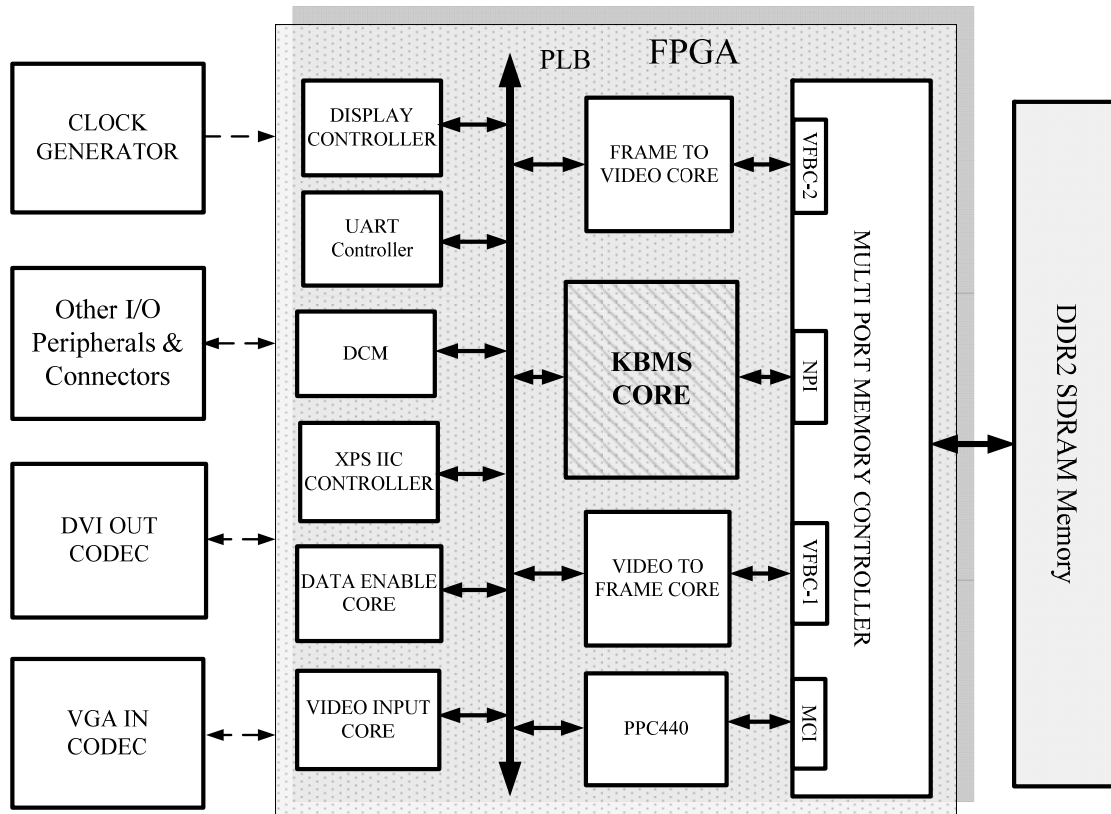 FPGA
PLB
CLOCK
GENERATOR
Other I/O
Peripherals &
Connectors
DVI OUT
CODEC
VGA IN
CODEC
DISPLAY
CONTROLLER
UART
Controller
DCM
XPS IIC
CONTROLLER
DATA ENABLE
CORE
VIDEO INPUT
CORE
FRAME TO
VIDEO CORE
KBMS
CORE
VIDEO TO
FRAME CORE
PPC440
VFBC-2
NPI
VFBC-1
MCI
MULTI PORT MEMORY CONTROLLER
DDR2 SDRAM Memory